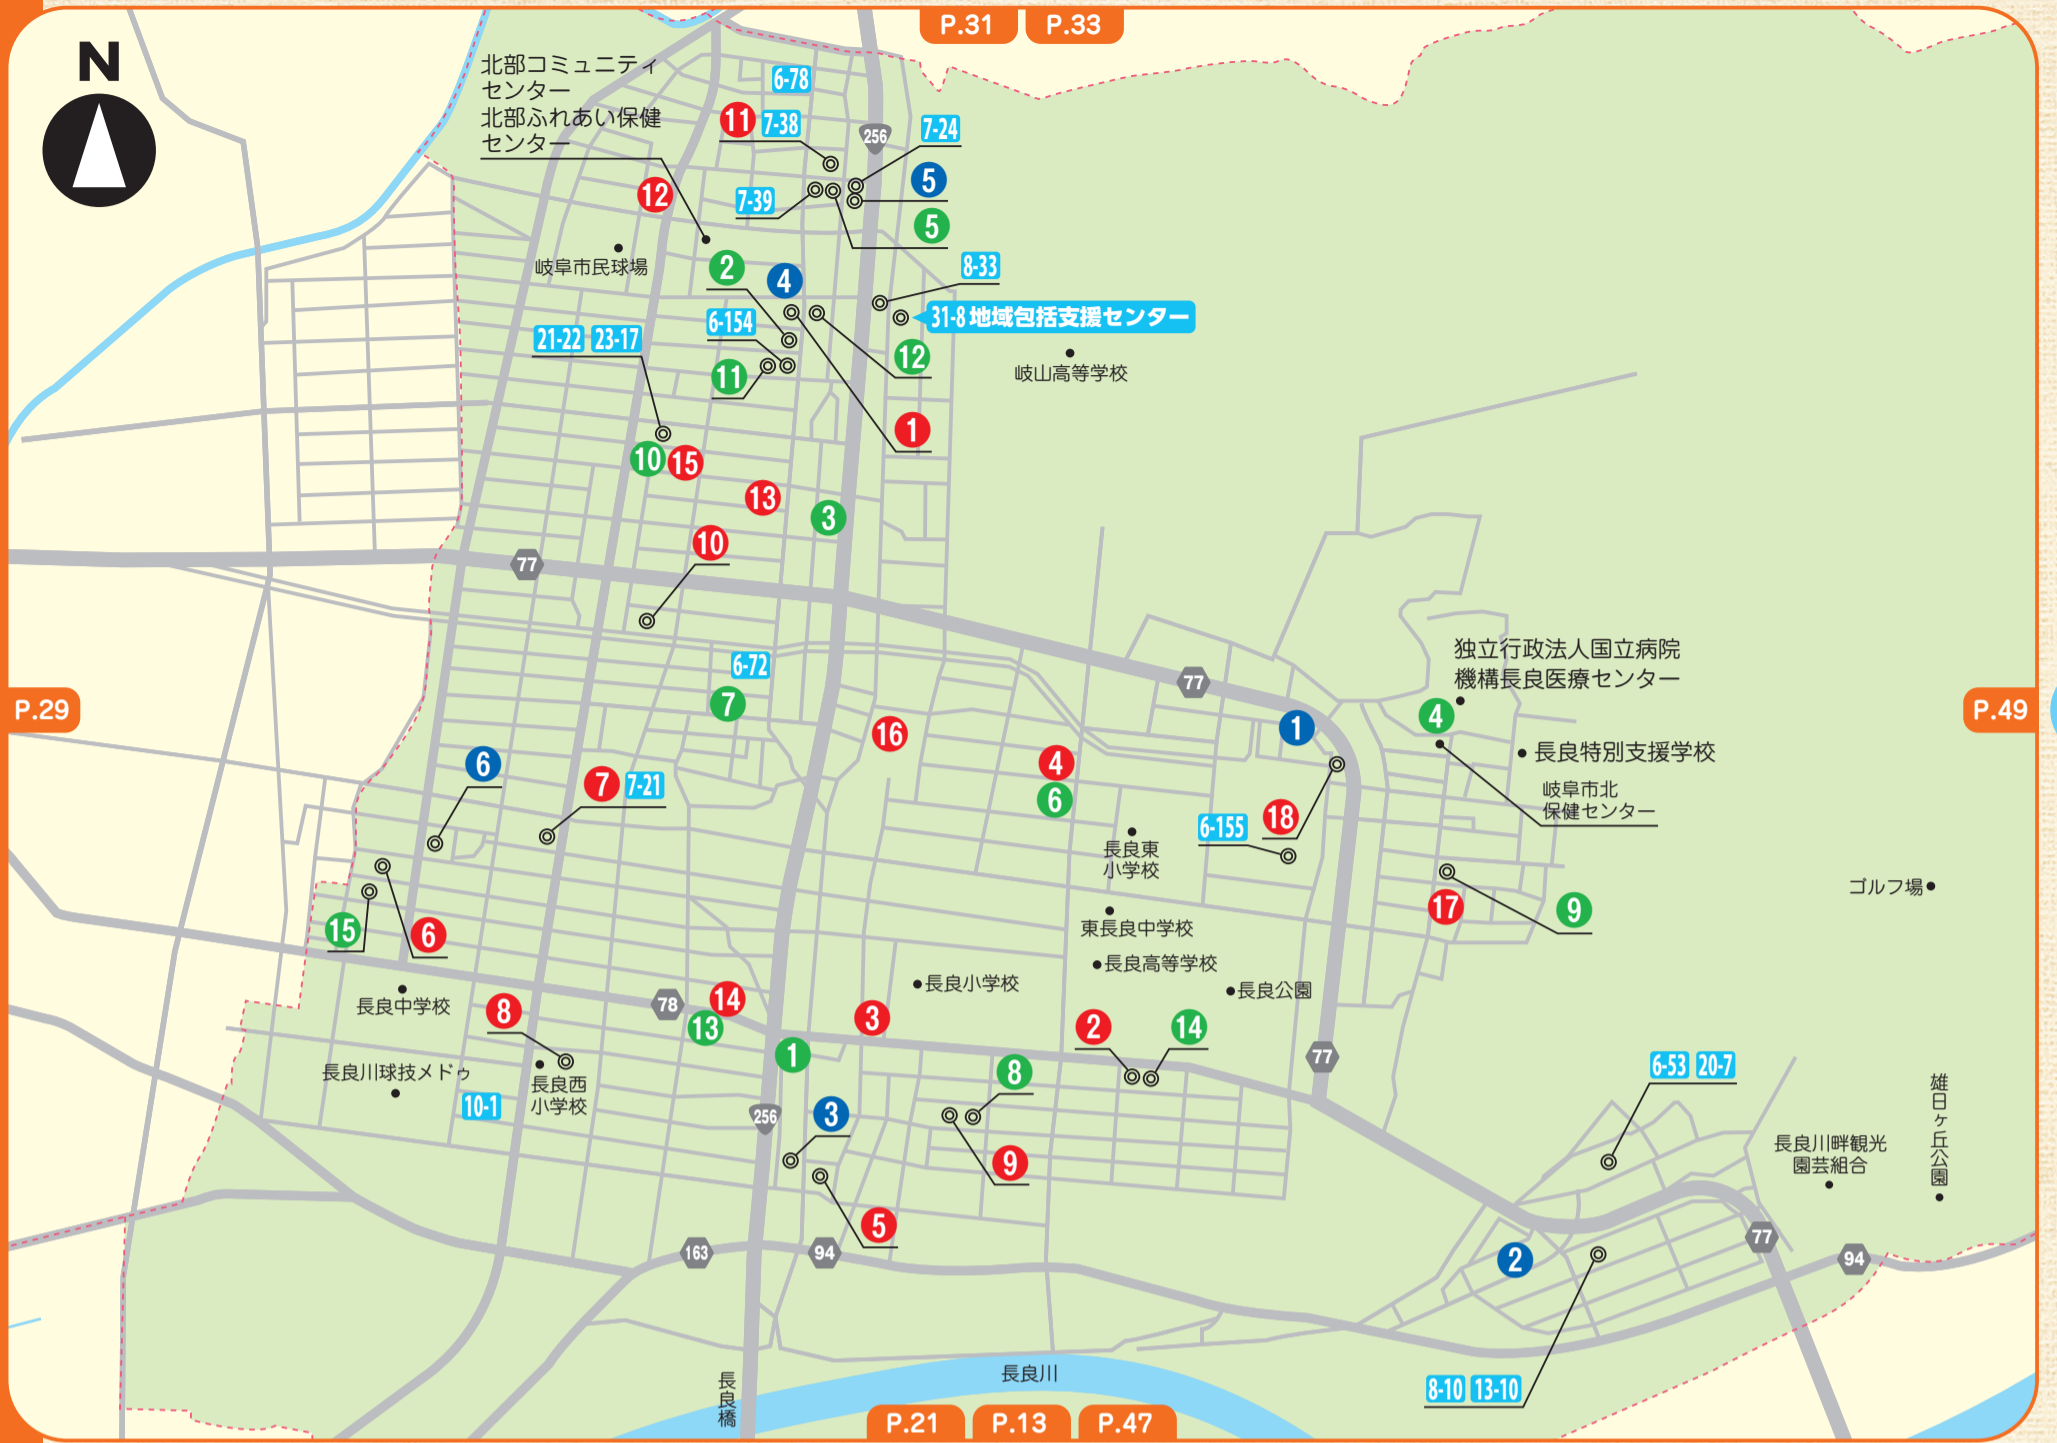 P.31
P.33
N
北部コミュニティ
センター
北部ふれあい保健
センター
6-78
11
7-38
256
7-24
5
12
7-39
5
岐阜市民球場
2
4
8-33
31-8 地域包括支援センター
21-22
23-17
6-154
12
11
岐山高等学校
1
10
15
13
3
10
77
独立行政法人国立病院
機構長良医療センター
6-72
77
7
P.29
16
1
4
長良特別支援学校
P.49
6
7
7-21
4
6
岐阜市北
保健センター
6-155
18
長良東
小学校
ゴルフ場
17
9
15
6
東長良中学校
長良高等学校
長良小学校
長良公園
長良中学校
8
78
14
13
3
2
14
1
77
長良川球技メドゥ
長良西
小学校
10-1
8
6-53
20-7
256
3
9
長良川畔観光
園芸組合
雄日ヶ丘公園
5
163
94
2
77
94
長良川
長良橋
8-10
13-10
P.21
P.13
P.47